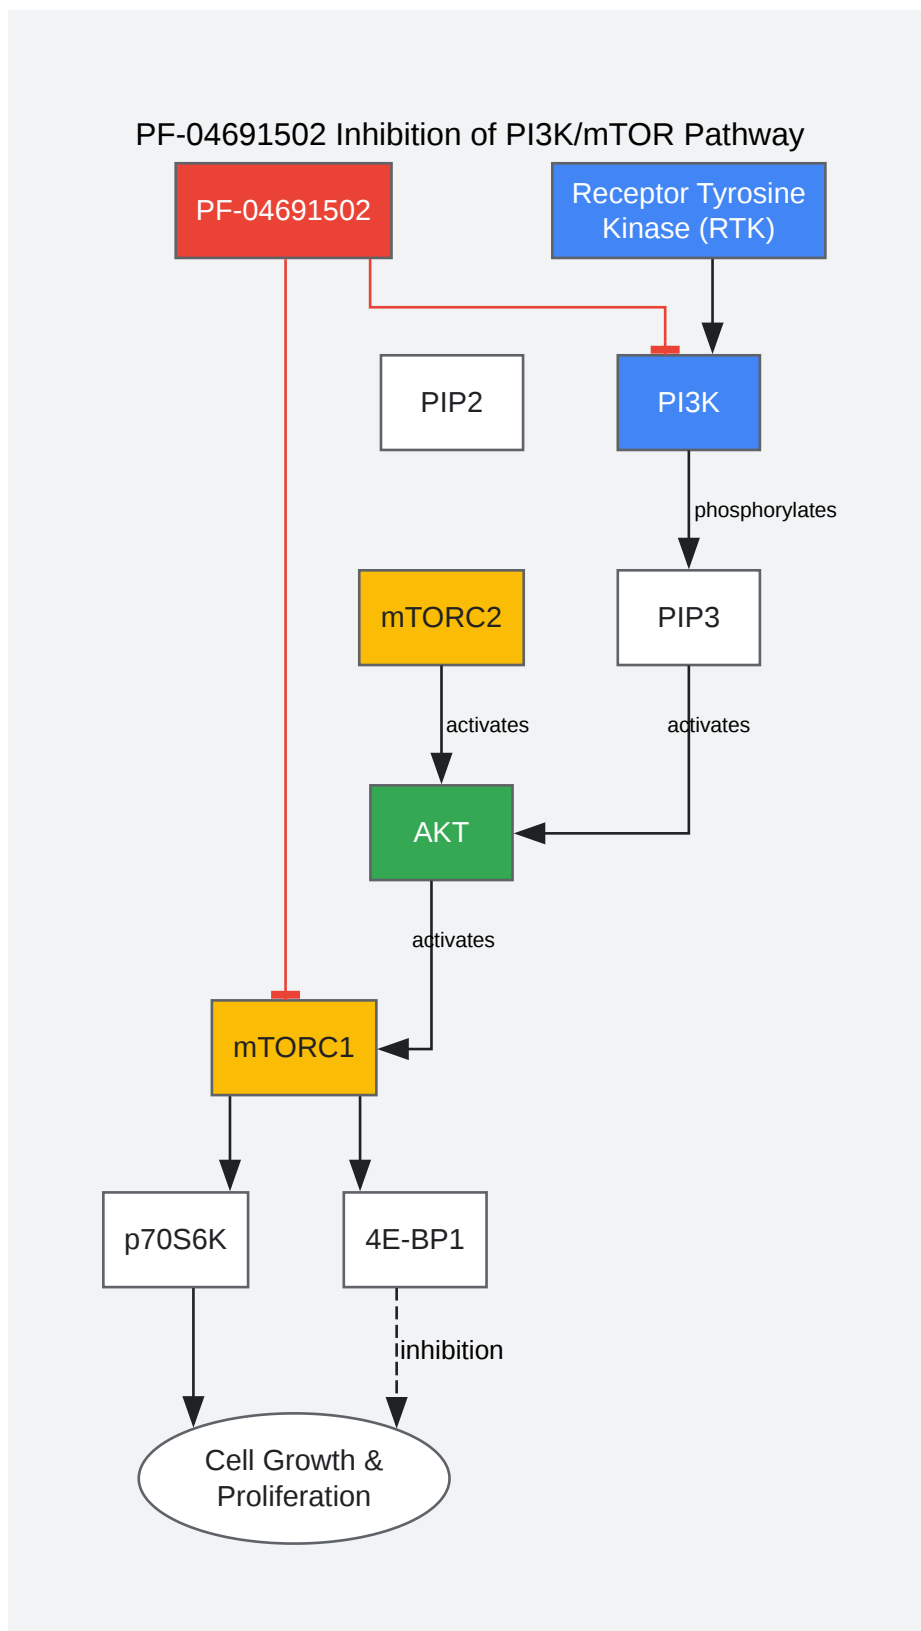 PF-04691502 Inhibition of PI3K/mTOR Pathway
PF-04691502
Receptor Tyrosine
Kinase (RTK)
PIP2
PI3K
phosphorylates
mTORC2
PIP3
activates
activates
AKT
activates
mTORC1
p70S6K
4E-BP1
inhibition
Cell Growth &
Proliferation